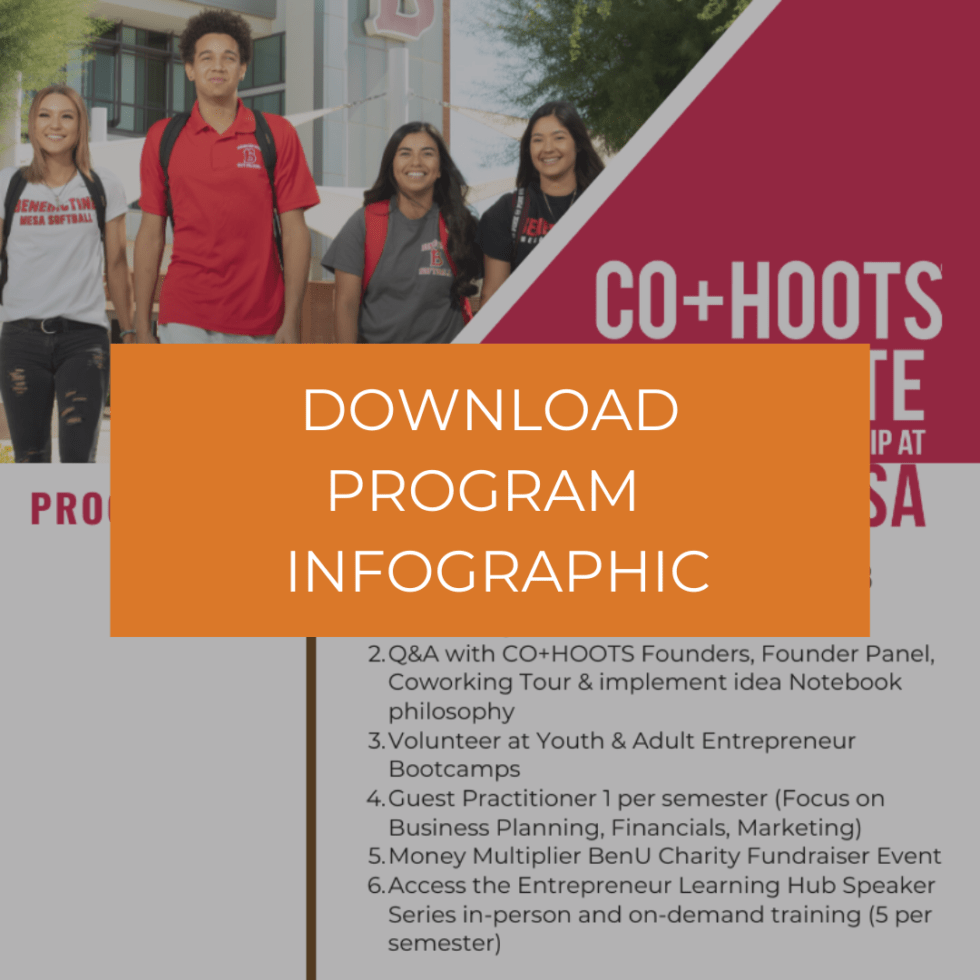 BENEDICTINE
MESA SOFTBALL
B
B
CO+HOOTS
TE
IP AT
SA
DOWNLOAD
PROGRAM
INFOGRAPHIC
PRO
2. Q&A with CO+HOOTS Founders, Founder Panel,
Coworking Tour & implement idea Notebook
philosophy
3. Volunteer at Youth & Adult Entrepreneur
Bootcamps
4. Guest Practitioner 1 per semester (Focus on
Business Planning, Financials, Marketing)
5. Money Multiplier BenU Charity Fundraiser Event
6. Access the Entrepreneur Learning Hub Speaker
Series in-person and on-demand training (5 per
semester)